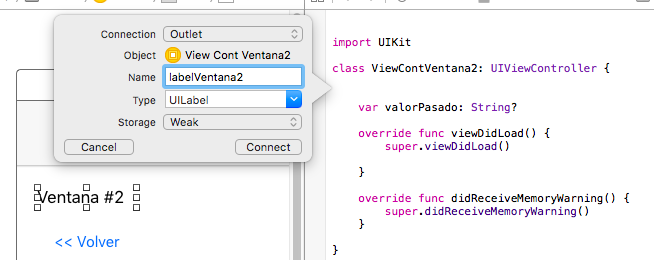 Connection Outlet
Object View Cont Ventana2
Name labelVentana2
Type UILabel
Storage Weak
Cancel Connect
Ventana #2
<< Volver
import UIKit
class ViewContVentana2: UIViewController {
var valorPasado: String?
override func viewDidLoad() {
super.viewDidLoad()
}
override func didReceiveMemoryWarning() {
super.didReceiveMemoryWarning()
}
}